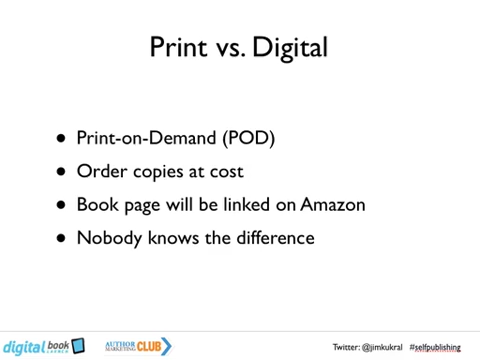 Print vs. Digital
• Print-on-Demand (POD)
• Order copies at cost
• Book page will be linked on Amazon
• Nobody knows the difference
digital book LAUNCH
AUTHOR MARKETING CLUB
Twitter: @jimkukral #selfpublishing